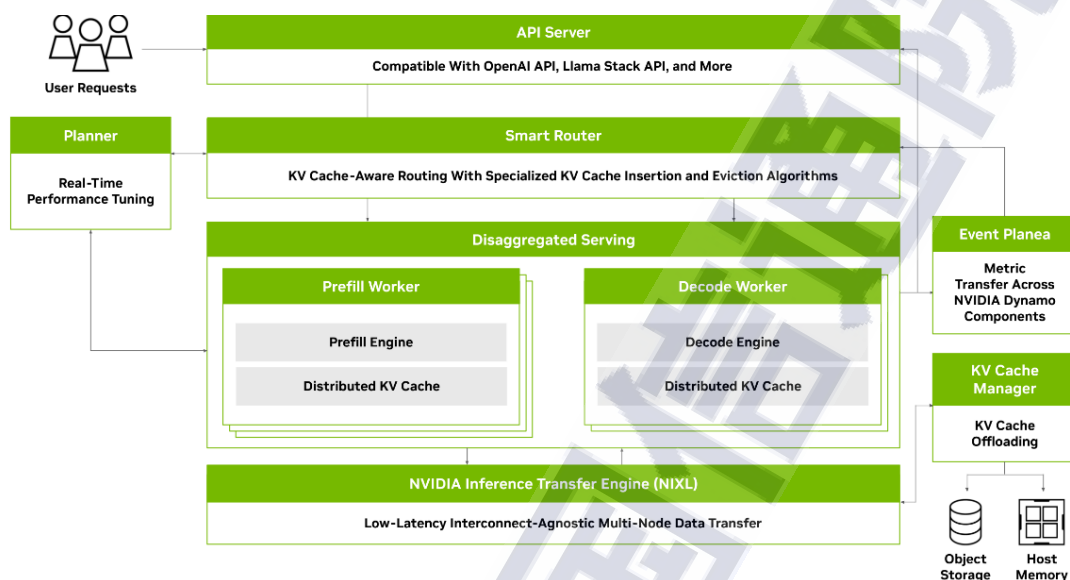 User Requests
API Server
Compatible With OpenAI API, Llama Stack API, and More
Planner
Real-Time
Performance Tuning
Smart Router
KV Cache-Aware Routing With Specialized KV Cache Insertion and Eviction Algorithms
Disaggregated Serving
Prefill Worker
Prefill Engine
Distributed KV Cache
Decode Worker
Decode Engine
Distributed KV Cache
Event Planea
Metric
Transfer Across
NVIDIA Dynamo
Components
KV Cache
Manager
KV Cache
Offloading
NVIDIA Inference Transfer Engine (NIXL)
Low-Latency Interconnect-Agnostic Multi-Node Data Transfer
Object
Storage
Host
Memory
国信通院